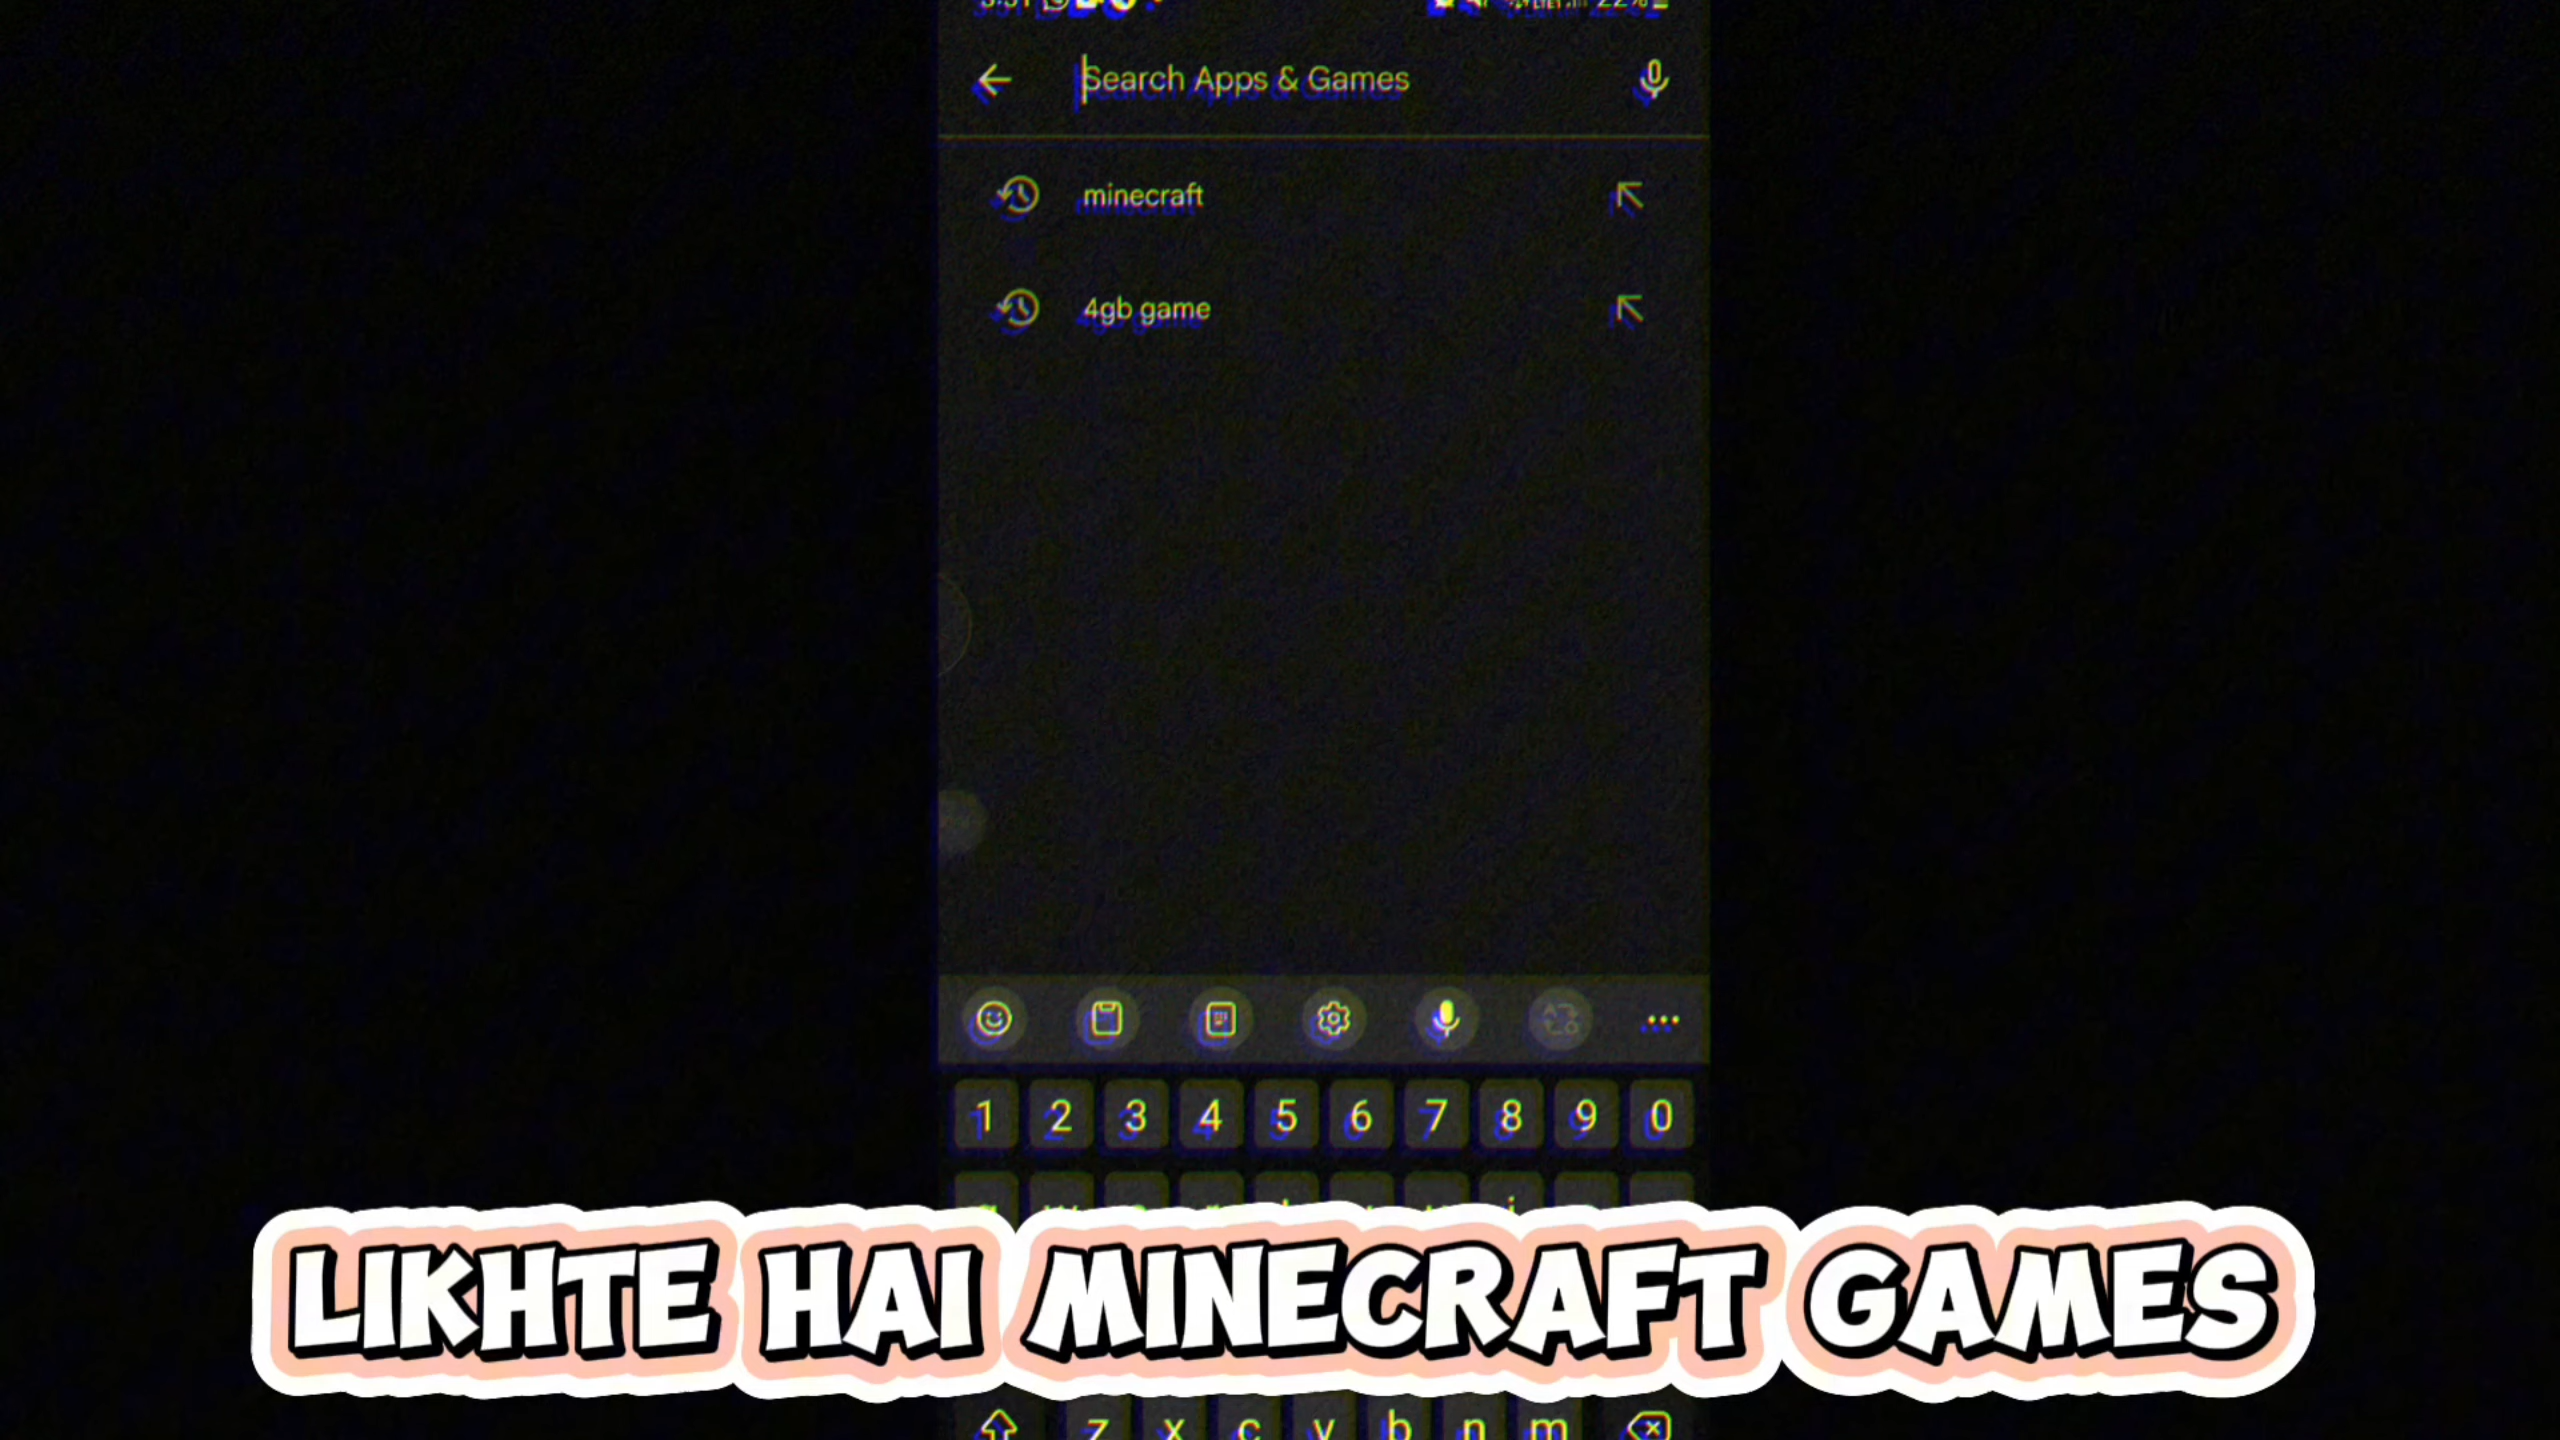 Search Apps & Games
minecraft
4gb game
1 2 3 4 5 6 7 8 9 0
LIKHTE HAI MINECRAFT GAMES
z x c v b n m